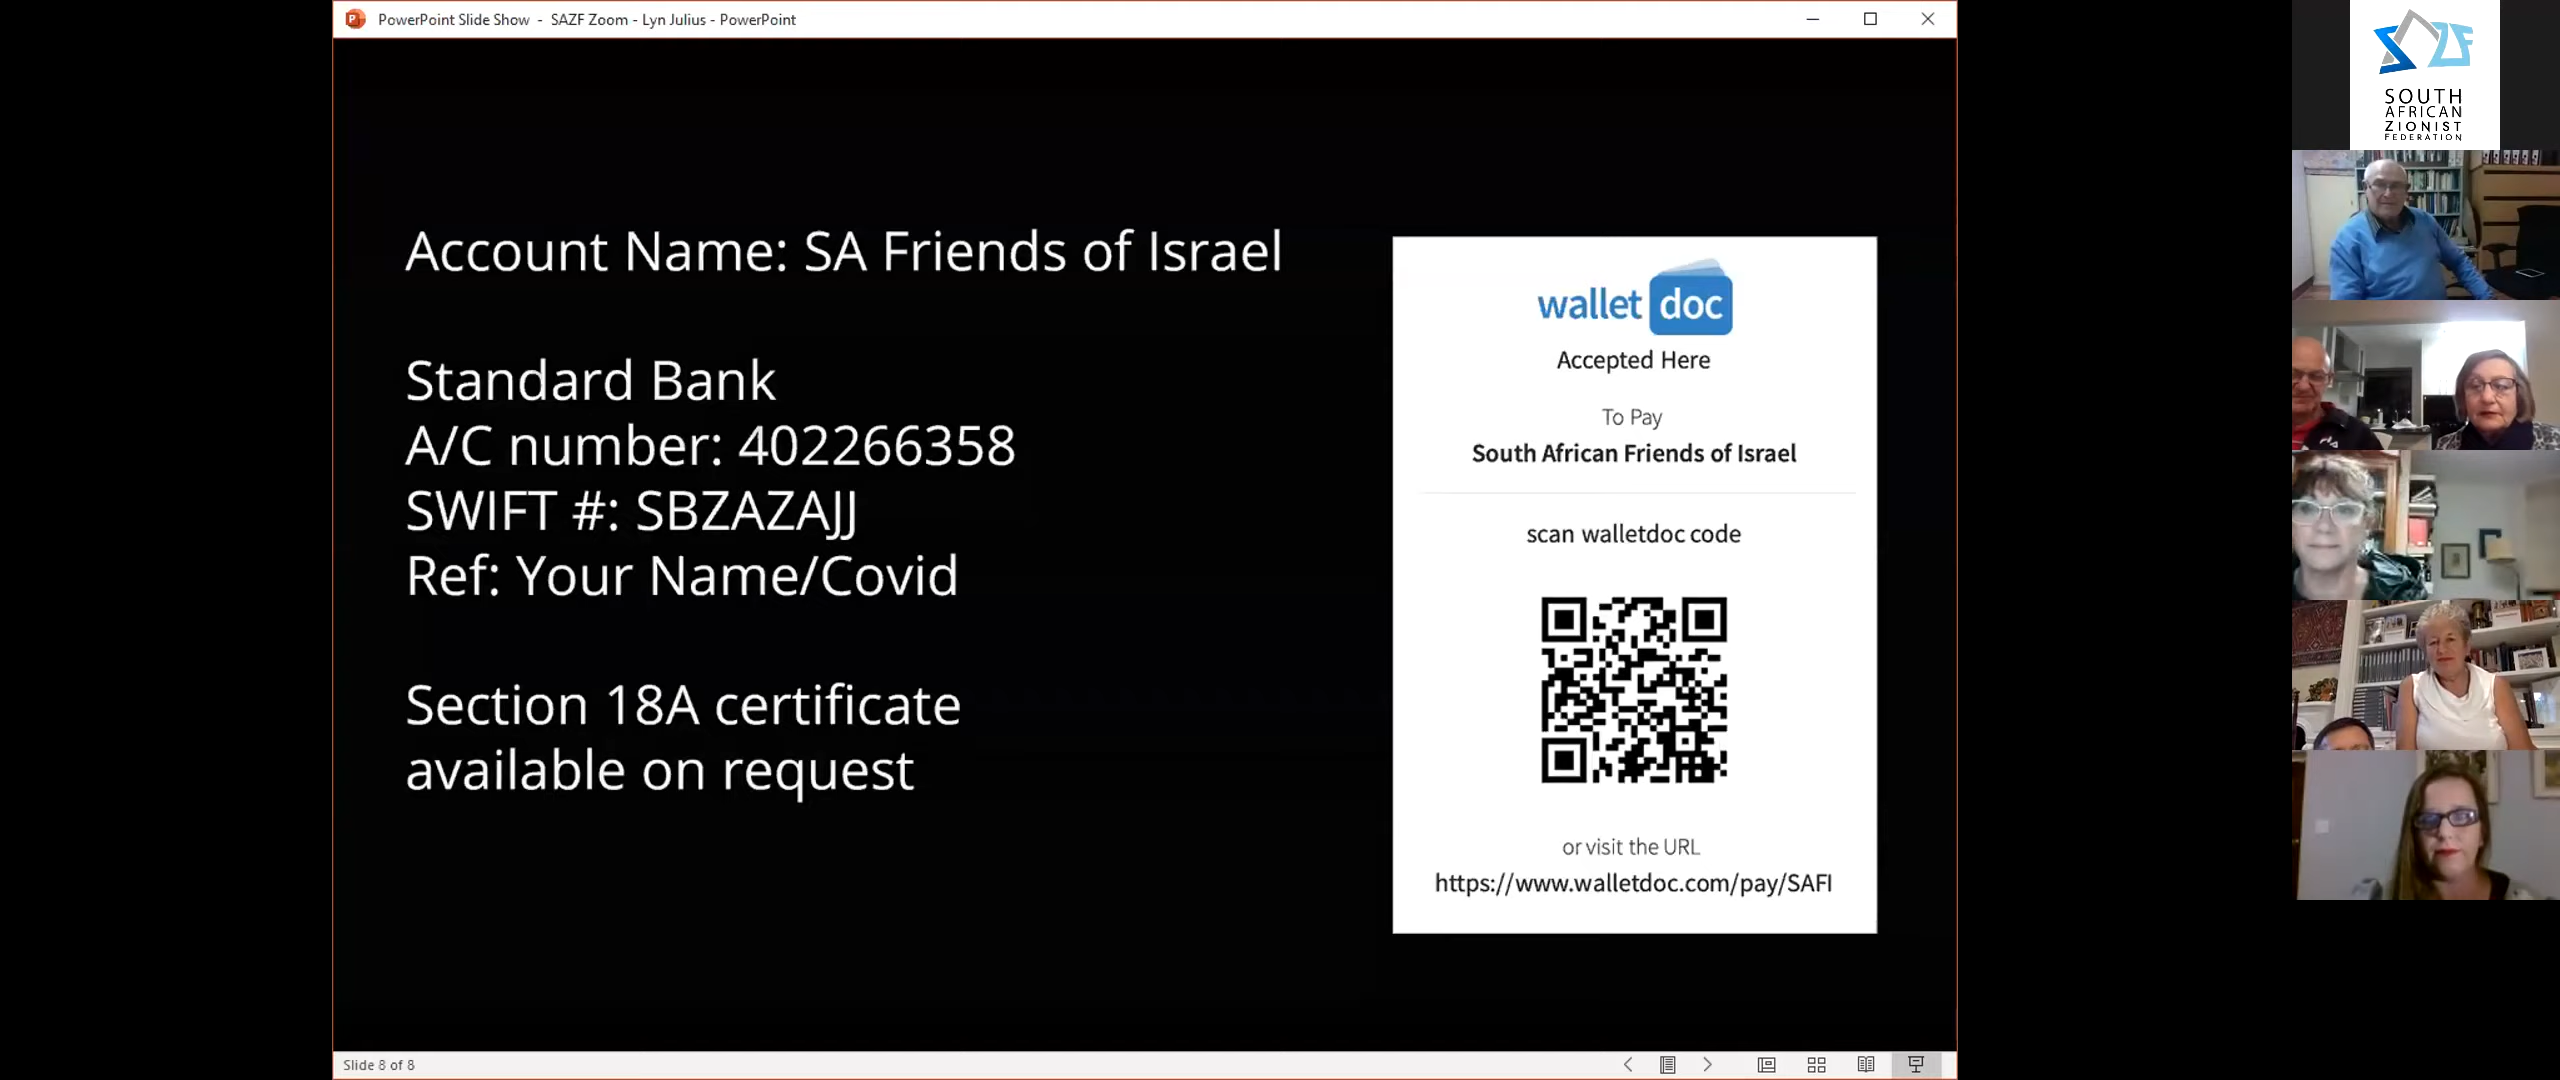 PowerPoint Slide Show - SAZF Zoom - Lyn Julius - PowerPoint
Account Name: SA Friends of Israel
Standard Bank
A/C number: 402266358
SWIFT #: SBZAZAJJ
Ref: Your Name/Covid
Section 18A certificate
available on request
wallet doc
Accepted Here
To Pay
South African Friends of Israel
scan walletdoc code
or visit the URL
https://www.walletdoc.com/pay/SAFI
Slide 8 of 8
SZF
SOUTH
AFRICAN
ZIONIST
FEDERATION